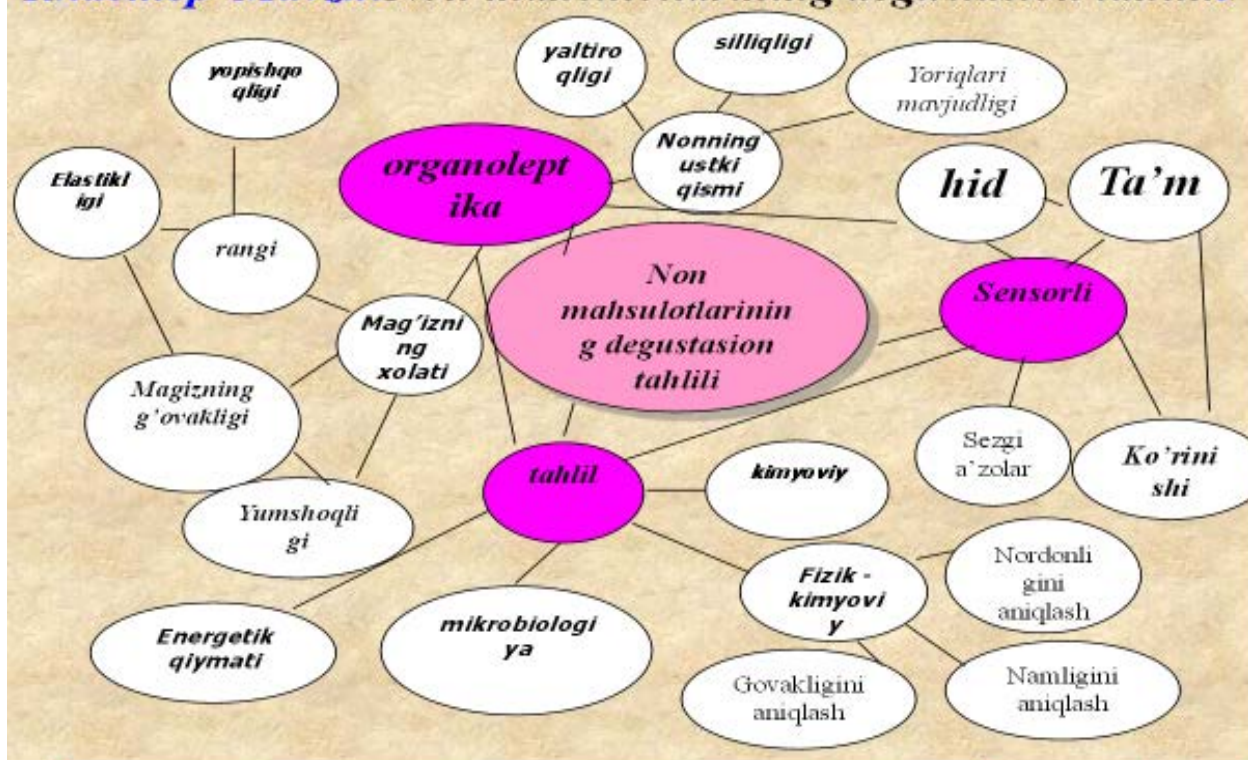 yaltiro
qligi
silliqligi
yopishqo
qligi
Yoriqlari
mavjudligi
Nonning
ustki
qismi
organolept
ika
hid
Ta’m
Elastikl
igi
rangi
Non
mahsulotlarinin
g degustasion
tahlili
Sensorli
Mag’izni
ng
xolati
Magizning
g’ovakligi
Sezgi
a’zolar
Ko’rini
shi
tahlil
kimyoviy
Yumshoqli
gi
Fizik -
kimyovi
y
Nordonli
gini
aniqlash
Energetik
qiymati
mikrobiologi
ya
Govakligini
aniqlash
Namligini
aniqlash